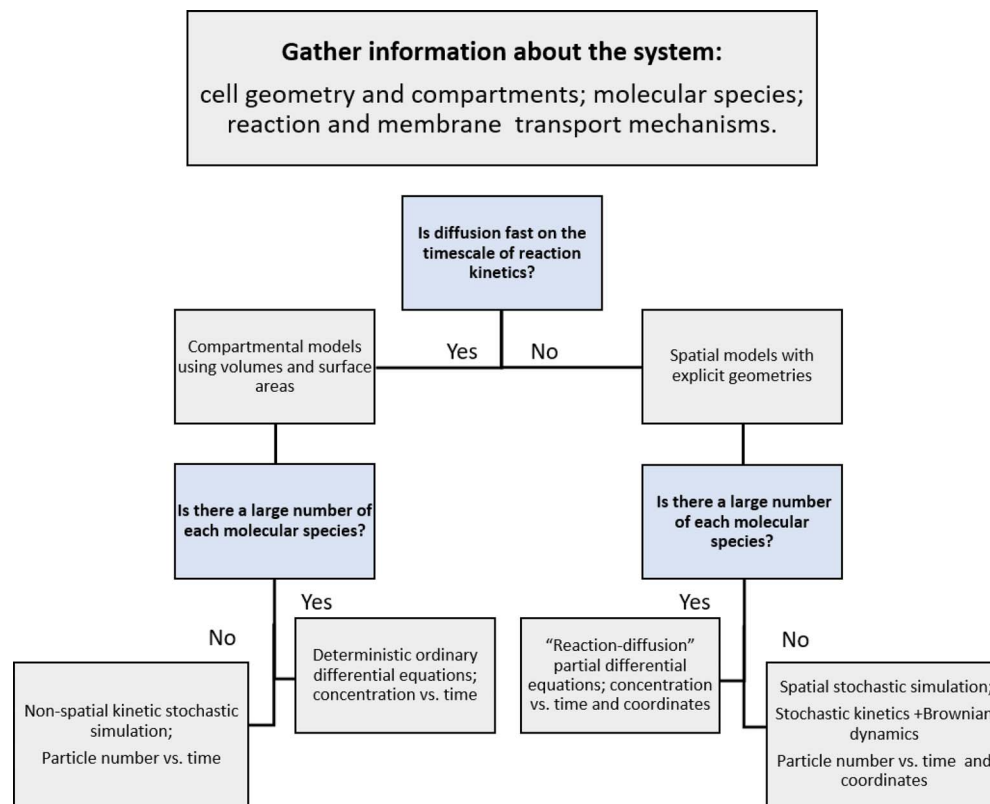 Gather information about the system:
cell geometry and compartments; molecular species;
reaction and membrane transport mechanisms.
Is diffusion fast on the
timescale of reaction
kinetics?
Compartmental models
using volumes and surface
areas
Yes
No
Spatial models with
explicit geometries
Is there a large number of
each molecular species?
Is there a large number
of each molecular
species?
Yes
No
Deterministic ordinary
differential equations;
concentration vs. time
Non-spatial kinetic stochastic
simulation;
Particle number vs. time
Yes
No
“Reaction-diffusion”
partial differential
equations; concentration
vs. time and coordinates
Spatial stochastic simulation;
Stochastic kinetics +Brownian
dynamics
Particle number vs. time and
coordinates